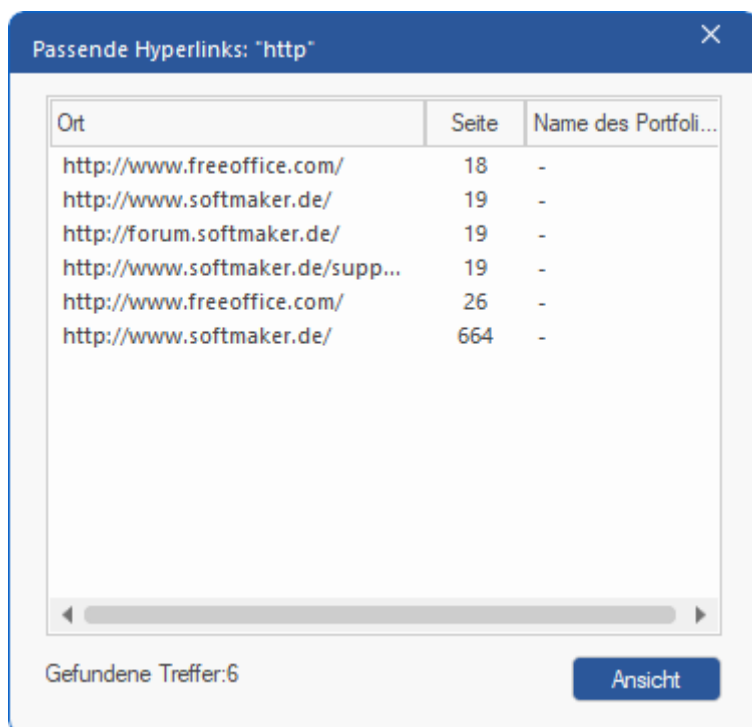 Passende Hyperlinks: "http"
Ort Seite Name des Portfoli...
http://www.freeoffice.com/ 18 -
http://www.softmaker.de/ 19 -
http://forum.softmaker.de/ 19 -
http://www.softmaker.de/supp... 19 -
http://www.freeoffice.com/ 26 -
http://www.softmaker.de/ 664 -
Gefundene Treffer:6 Ansicht